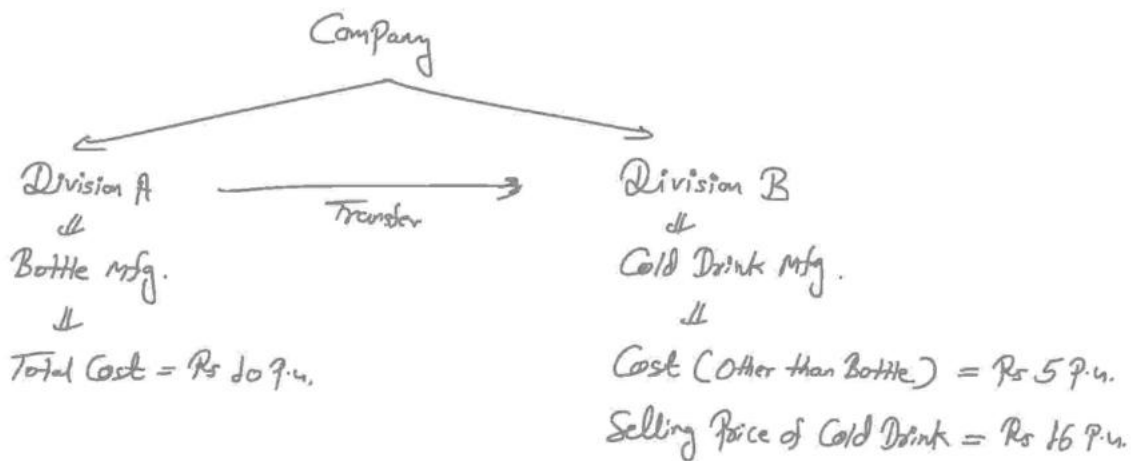 Company
Division A
Transfer
Division B
Bottle Mfg.
Cold Drink Mfg.
Total Cost = Rs 10 P.u.
Cost (Other than Bottle) = Rs 5 P.u.
Selling Price of Cold Drink = Rs 16 P.u.